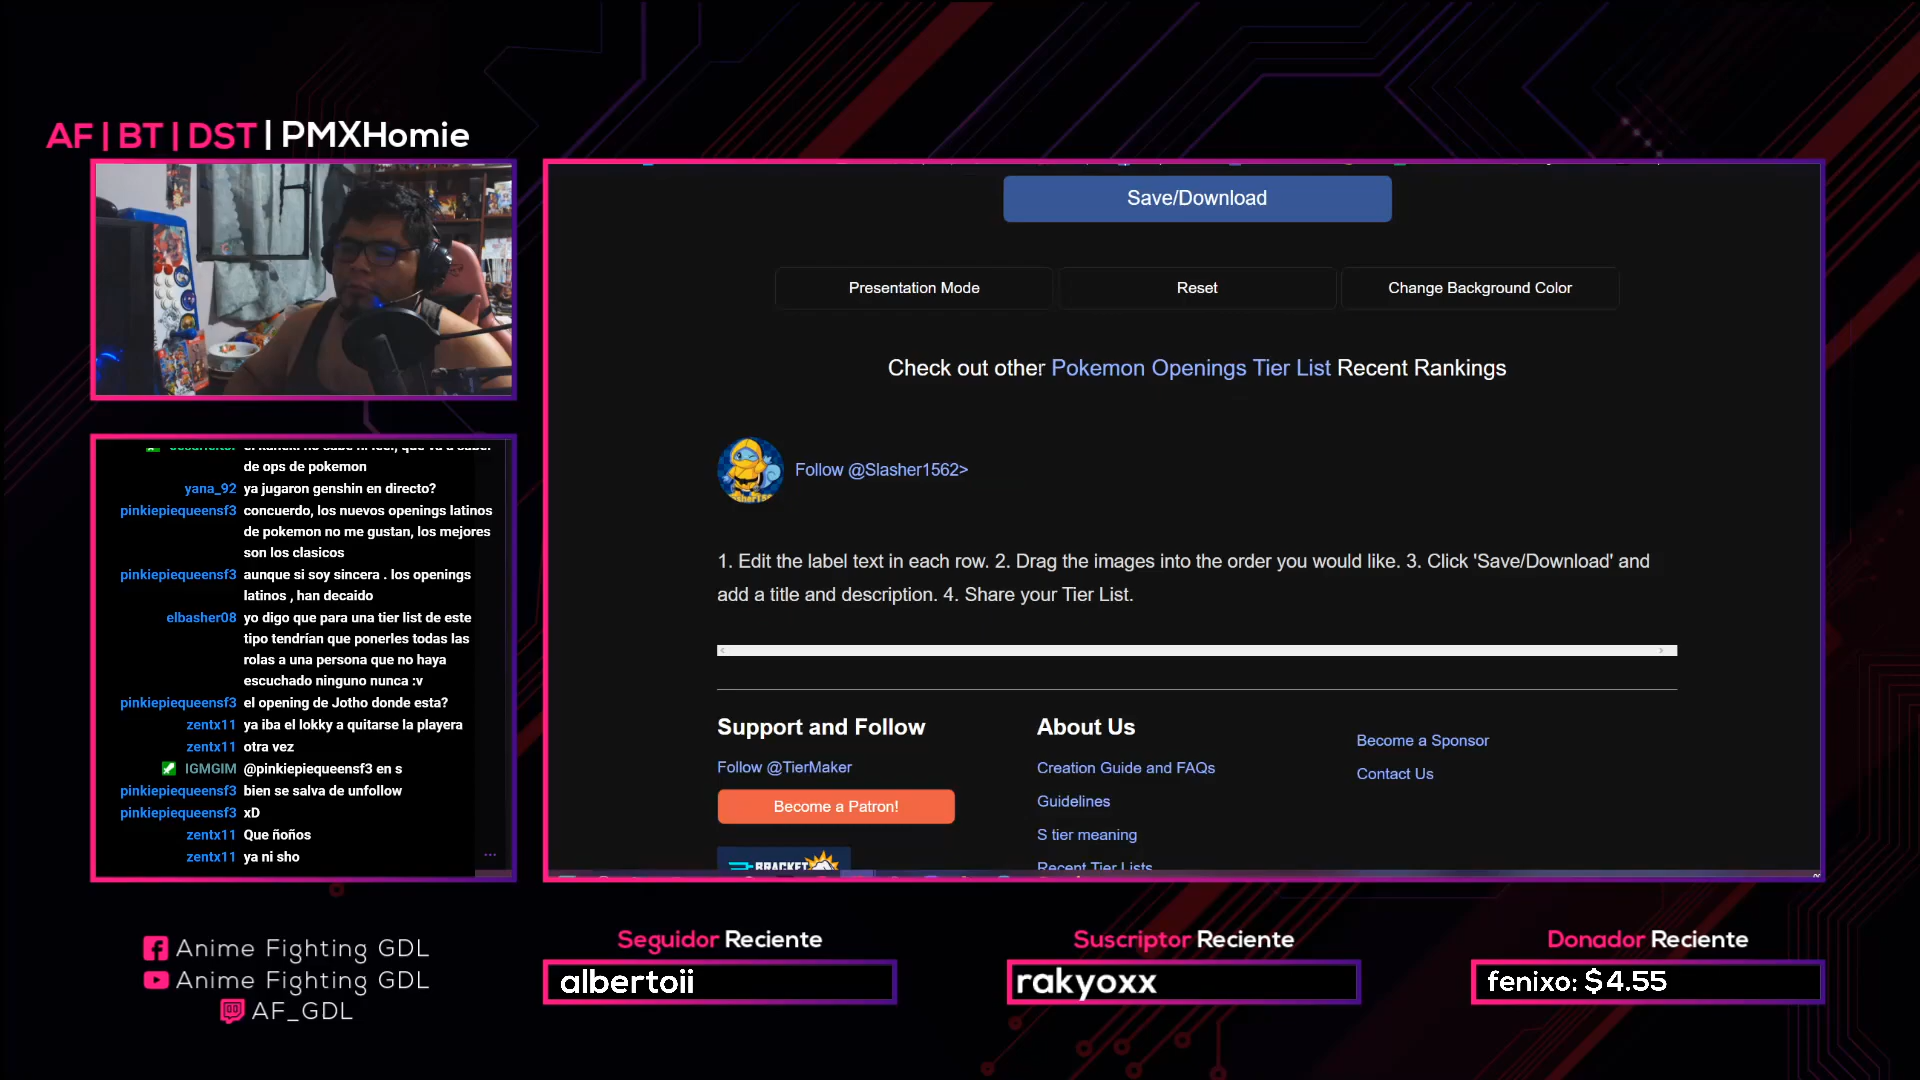 AF | BT | DST | PMXHomie
de ops de pokemon
yana_92 ya jugaron genshin en directo?
pinkiepiequeensf3 concuerdo, los nuevos openings latinos
de pokemon no me gustan, los mejores
son los clasicos
pinkiepiequeensf3 aunque si soy sincera . los openings
latinos , han decaido
elbasher08 yo digo que para una tier list de este
tipo tendrían que ponerles todas las
rolas a una persona que no haya
escuchado ninguno nunca :v
pinkiepiequeensf3 el opening de Jotho donde esta?
zentx11 ya iba el lokky a quitarse la playera
zentx11 otra vez
IGMGIM @pinkiepiequeensf3 en s
pinkiepiequeensf3 bien se salva de unfollow
pinkiepiequeensf3 xD
zentx11 Que ñoños
zentx11 ya ni sho
Save/Download
Presentation Mode
Reset
Change Background Color
Check out other Pokemon Openings Tier List Recent Rankings
Follow @Slasher1562>
1. Edit the label text in each row. 2. Drag the images into the order you would like. 3. Click 'Save/Download' and
add a title and description. 4. Share your Tier List.
Support and Follow
Follow @TierMaker
Become a Patron!
BRACKET
About Us
Creation Guide and FAQs
Guidelines
S tier meaning
Recent Tier Lists
Become a Sponsor
Contact Us
Anime Fighting GDL
Anime Fighting GDL
AF_GDL
Seguidor Reciente
albertoii
Suscriptor Reciente
rakyoxx
Donador Reciente
fenixo: $4.55